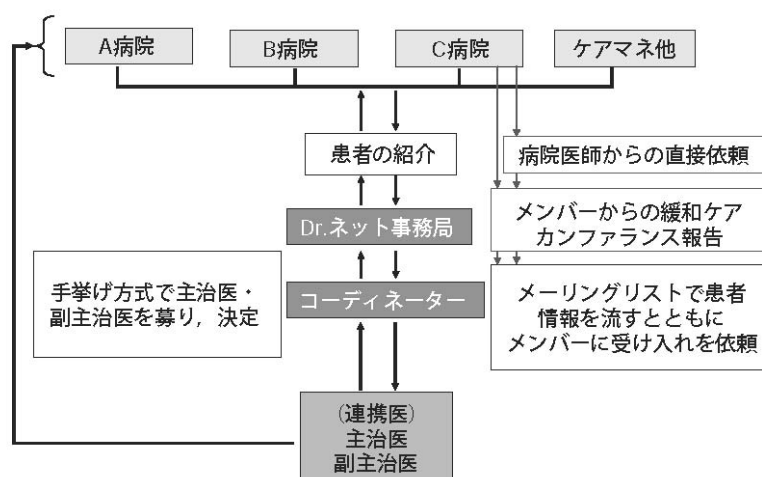 A病院
B病院
C病院
ケアマネ他
患者の紹介
病院医師からの直接依頼
Dr.ネット事務局
メンバーからの緩和ケア
カンファランス報告
手挙げ方式で主治医・
副主治医を募り，決定
コーディネーター
メーリングリストで患者
情報を流すとともに
メンバーに受け入れを依頼
(連携医)
主治医
副主治医